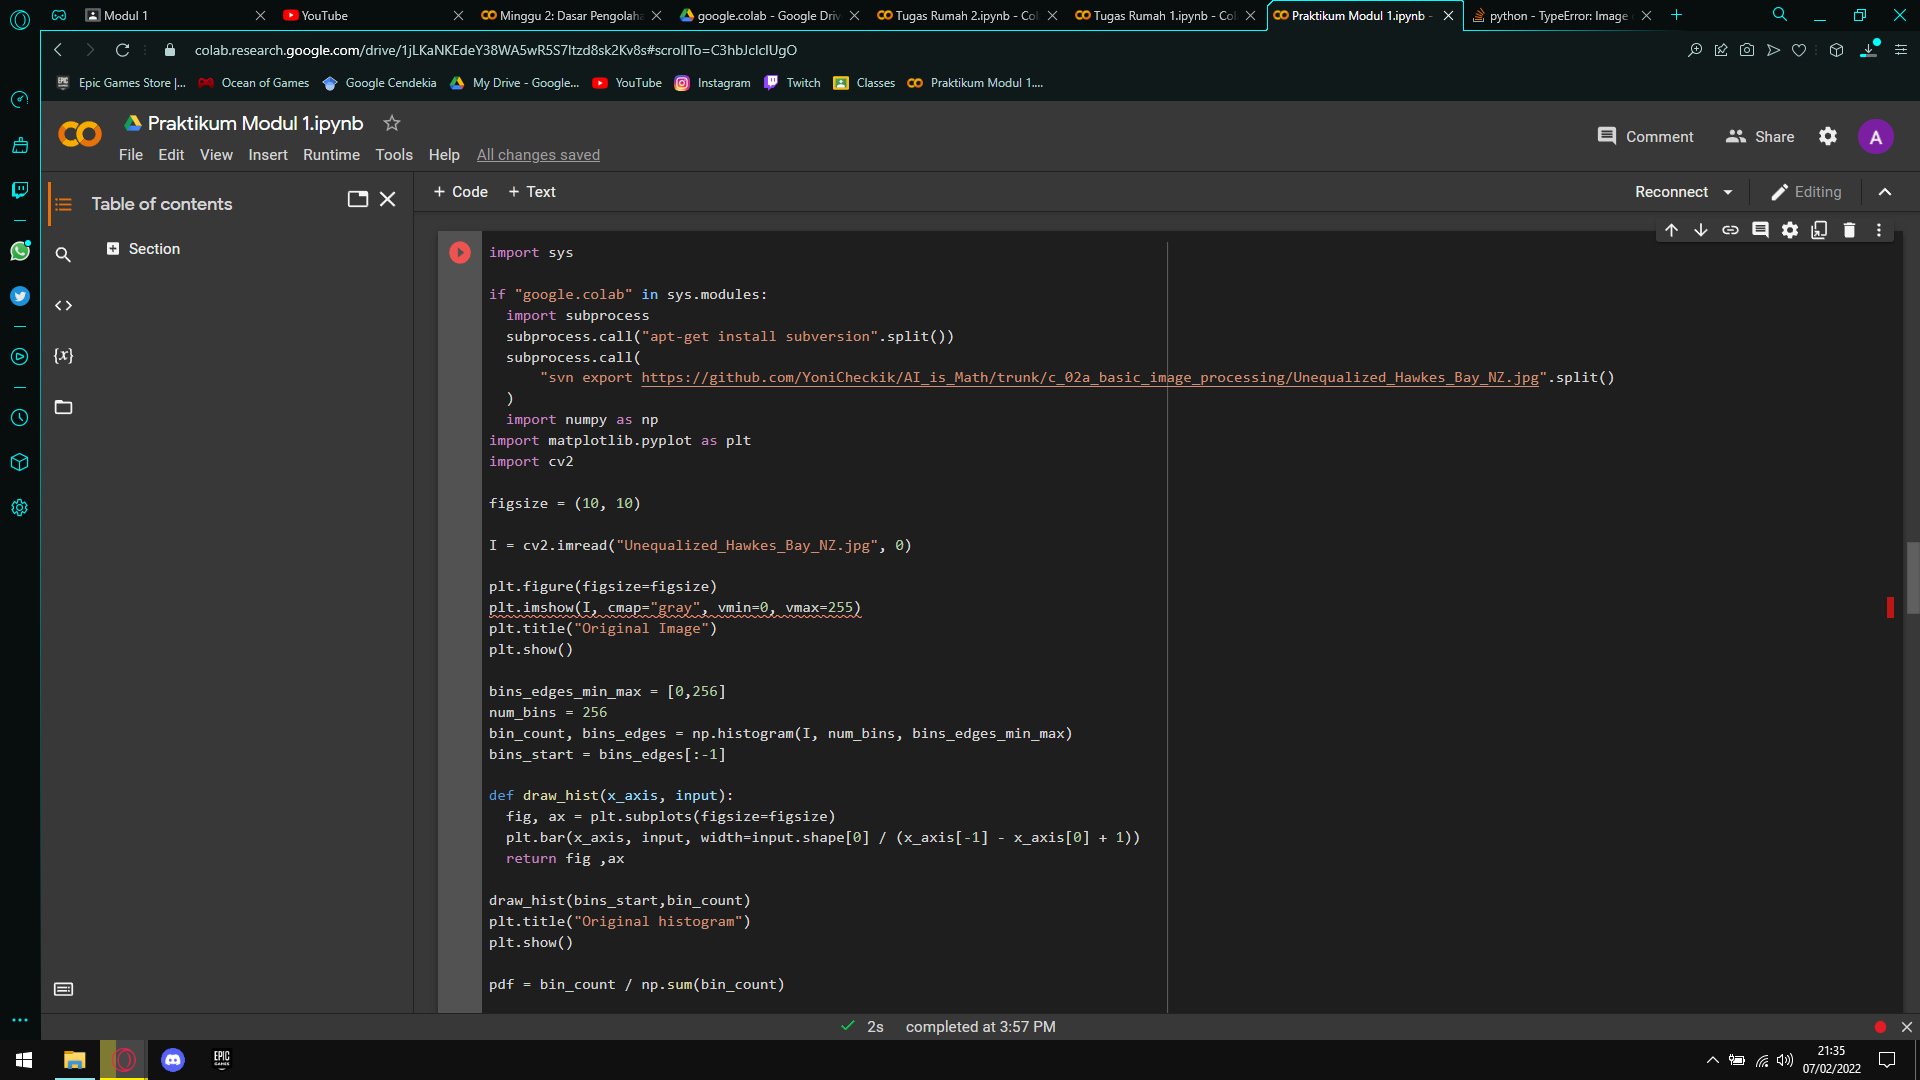 Modul 1
YouTube
Minggu 2: Dasar Pengolaha
google.colab - Google Driv
Tugas Rumah 2.ipynb - Col
Tugas Rumah 1.ipynb - Col
Praktikum Modul 1.ipynb -
python - TypeError: Image
colab.research.google.com/drive/1jLKaNKEdeY38WA5wR5S7Itzd8sk2Kv8s#scrollTo=C3hbJclcIUgO
Epic Games Store |...
Ocean of Games
Google Cendekia
My Drive - Google...
YouTube
Instagram
Twitch
Classes
Praktikum Modul 1....
Praktikum Modul 1.ipynb
Comment
Share
A
File Edit View Insert Runtime Tools Help All changes saved
Table of contents
+ Code + Text
Reconnect
Editing
Section
import sys
if "google.colab" in sys.modules:
import subprocess
subprocess.call("apt-get install subversion".split())
subprocess.call(
"svn export https://github.com/YoniCheckik/AI_is_Math/trunk/c_02a_basic_image_processing/Unequalized_Hawkes_Bay_NZ.jpg".split()
)
import numpy as np
import matplotlib.pyplot as plt
import cv2
figsize = (10, 10)
I = cv2.imread("Unequalized_Hawkes_Bay_NZ.jpg", 0)
plt.figure(figsize=figsize)
plt.imshow(I, cmap="gray", vmin=0, vmax=255)
plt.title("Original Image")
plt.show()
bins_edges_min_max = [0,256]
num_bins = 256
bin_count, bins_edges = np.histogram(I, num_bins, bins_edges_min_max)
bins_start = bins_edges[:-1]
def draw_hist(x_axis, input):
fig, ax = plt.subplots(figsize=figsize)
plt.bar(x_axis, input, width=input.shape[0] / (x_axis[-1] - x_axis[0] + 1))
return fig ,ax
draw_hist(bins_start,bin_count)
plt.title("Original histogram")
plt.show()
pdf = bin_count / np.sum(bin_count)
2s completed at 3:57 PM
EPIC GAMES
21:35
07/02/2022